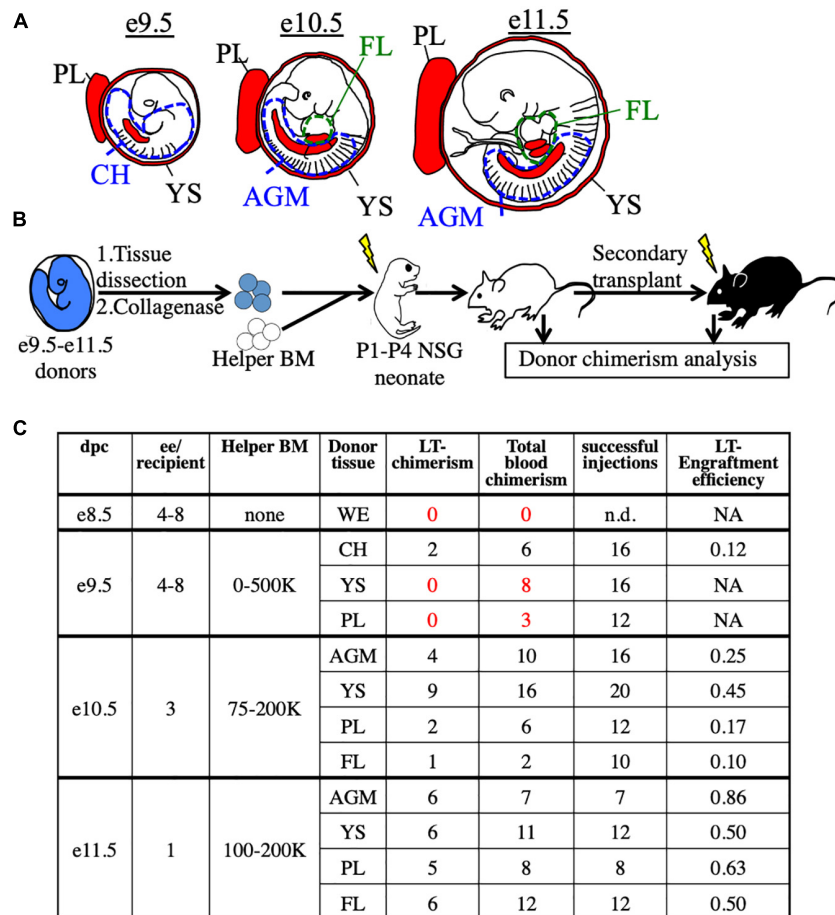 A
e9.5 e10.5 e11.5
PL PL FL PL
FL
CH YS AGM YS AGM YS
B
1.Tissue dissection
2.Collagenase
Secondary transplant
e9.5-e11.5 donors
Helper BM
P1-P4 NSG neonate
Donor chimerism analysis
C
dpc ee/ recipient Helper BM Donor tissue LT- chimerism Total blood chimerism successful injections LT- Engraftment efficiency
e8.5 4-8 none WE 0 0 n.d. NA
e9.5 4-8 0-500K CH 2 6 16 0.12
YS 0 8 16 NA
PL 0 3 12 NA
e10.5 3 75-200K AGM 4 10 16 0.25
YS 9 16 20 0.45
PL 2 6 12 0.17
FL 1 2 10 0.10
e11.5 1 100-200K AGM 6 7 7 0.86
YS 6 11 12 0.50
PL 5 8 8 0.63
FL 6 12 12 0.50